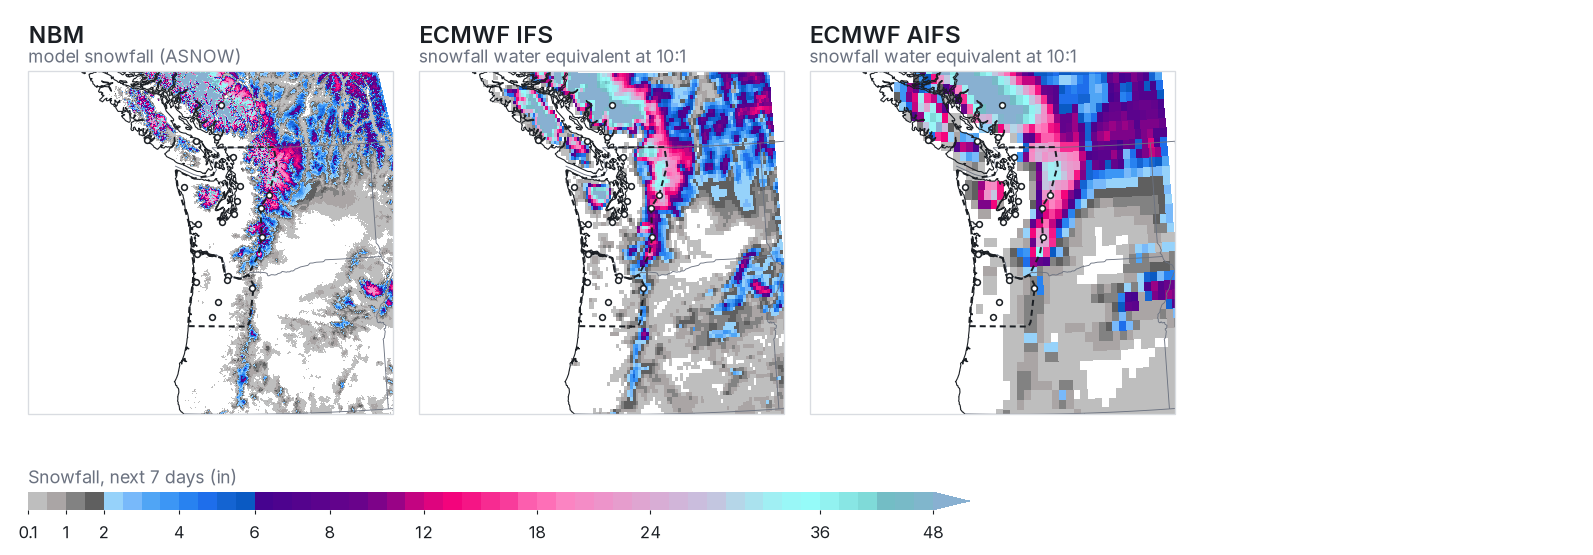 NBM
model snowfall (ASNOW)
ECMWF IFS
snowfall water equivalent at 10:1
ECMWF AIFS
snowfall water equivalent at 10:1
Snowfall, next 7 days (in)
0.1 1 2 4 6 8 12 18 24 36 48